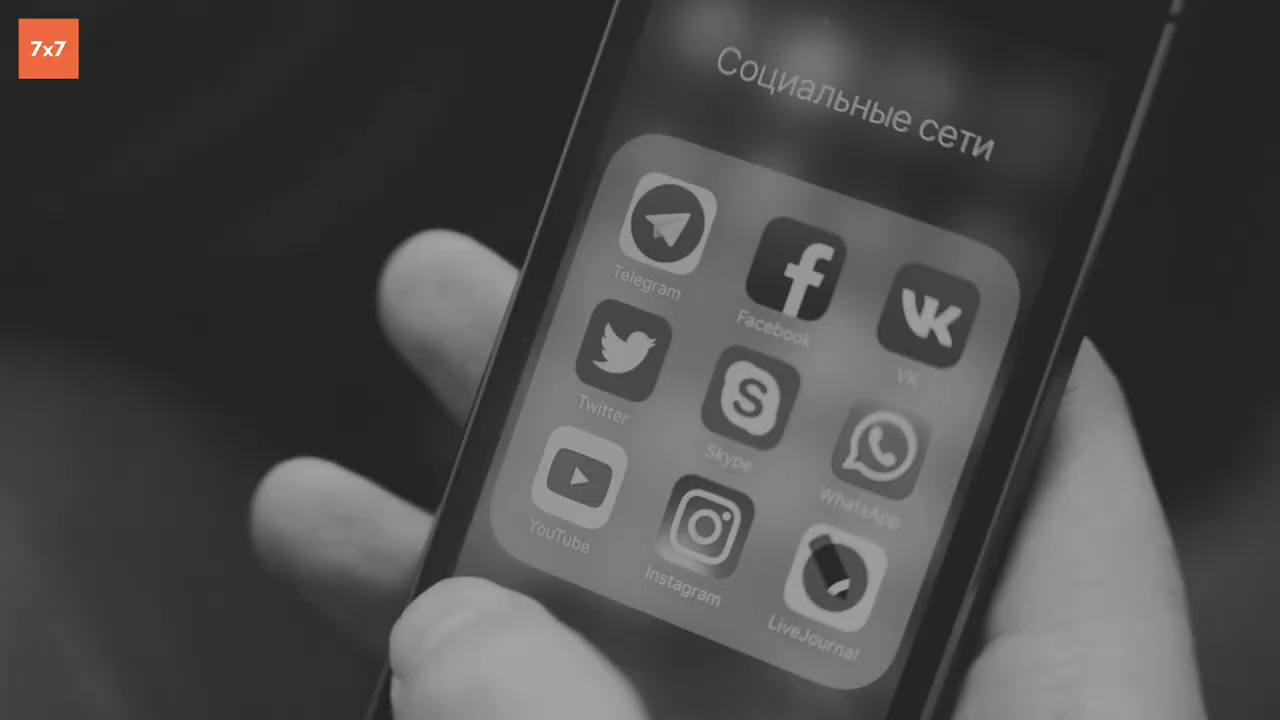 7x7
Социальные сети
Telegram
Facebook
VK
Twitter
Skype
WhatsApp
YouTube
Instagram
LiveJournal